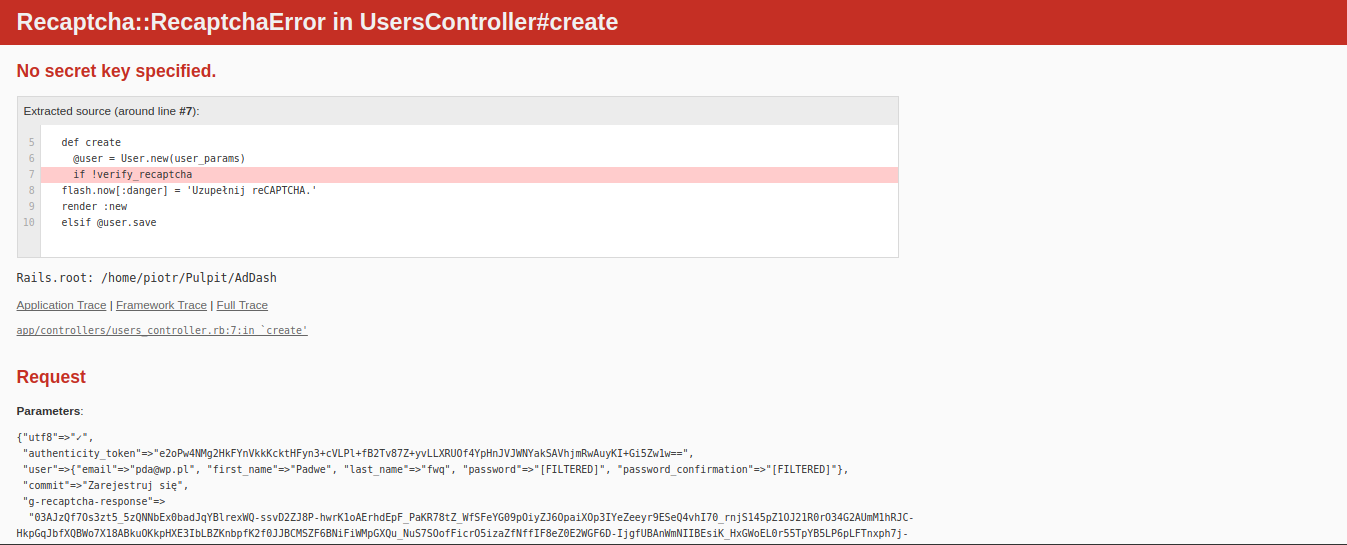 Recaptcha::RecaptchaError in UsersController#create
No secret key specified.
Extracted source (around line #7):
5 def create
6 @user = User.new(user_params)
7 if !verify_recaptcha
8 flash.now[:danger] = 'Uzupełnij reCAPTCHA.'
9 render :new
10 elsif @user.save
Rails.root: /home/piotr/Pulpit/AdDash
Application Trace | Framework Trace | Full Trace
app/controllers/users_controller.rb:7:in `create'
Request
Parameters:
{"utf8"=>"✓",
"authenticity_token"=>"e2oPw4NMg2HkFYnVkkKcktHFyn3+cVLPl+fB2Tv87Z+yvLLXRUOf4YpHnJVJWNYakSAVhjmRwAuyKI+Gi5Zw1w==",
"user"=>{"email"=>"pda@wp.pl", "first_name"=>"Padwe", "last_name"=>"fwq", "password"=>"[FILTERED]", "password_confirmation"=>"[FILTERED]"},
"commit"=>"Zarejestruj się",
"g-recaptcha-response"=>
"03AJzQf7Os3zt5_5zQNNbEx0badJqYBlrexWQ-ssvD2ZJ8P-hwrK1oAErhdEpF_PaKR78tZ_WfSFeYG09pOiyZJ6OpaiXOp3IYeZeeyr9ESeQ4vhI70_rnjS145pZ1OJ21R0rO34G2AUmM1hRJC-
HkpGqJbfXQBWo7X18ABkuOKkpHXE3IbLBZKnbpfK2f0JJBCMSZF6BNiFiWMpGXQu_NuS7SOofFicrO5izaZfNffIF8eZ0E2WGF6D-IjgfUBAnWmNIIBEsiK_HxGWoEL0r55TpYB5LP6pLFTnxph7j-